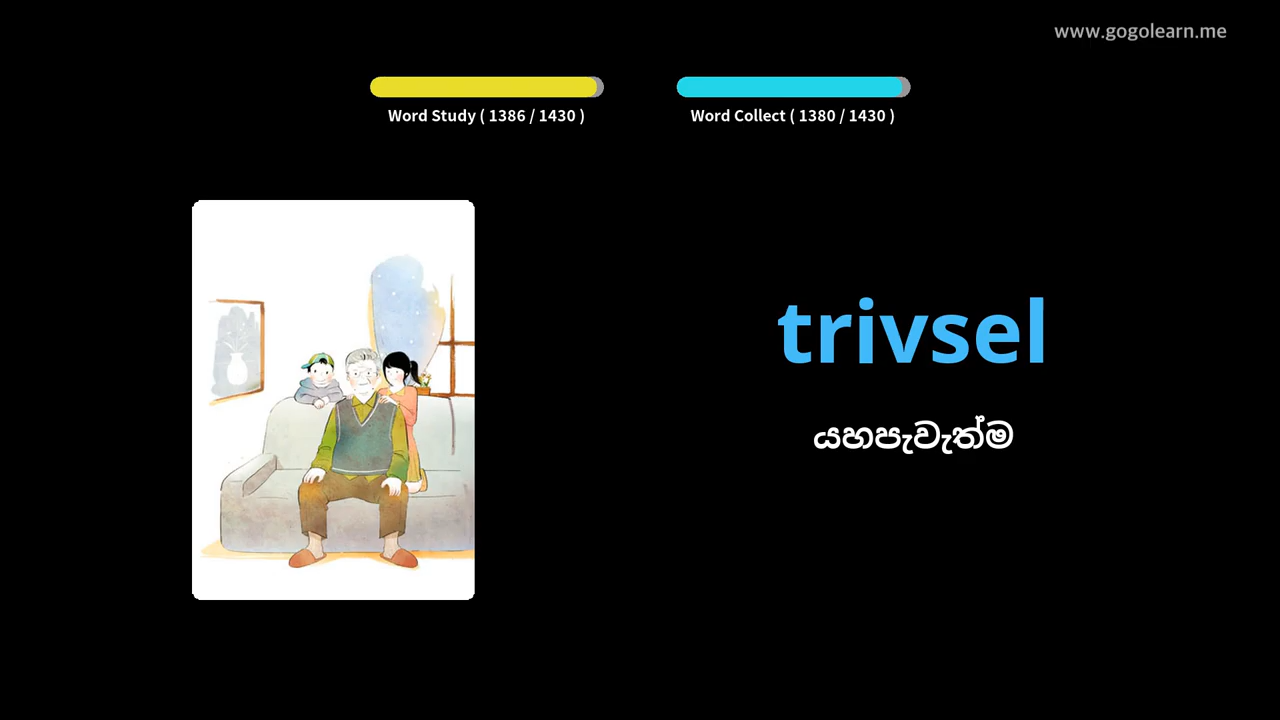 www.gogolearn.me
Word Study ( 1386 / 1430 )
Word Collect ( 1380 / 1430 )
trivsel
යහපැවැත්ම